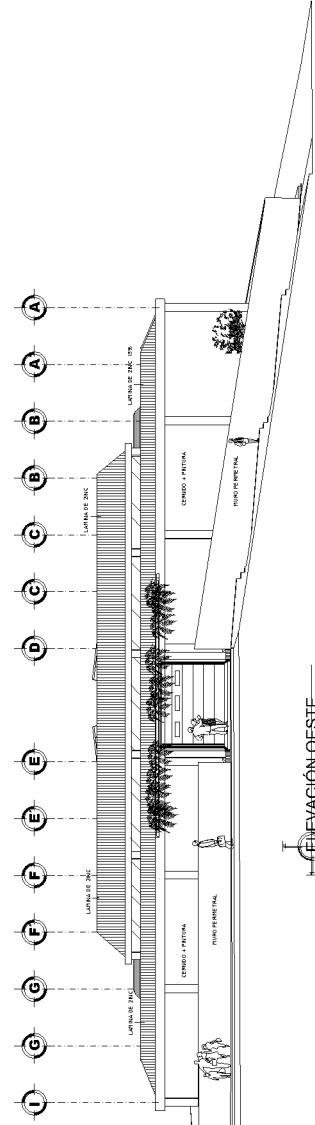 I
G
G
F
F
E
E
D
C
C
B
B
A
A
LAMINA DE ZINC
LAMINA DE ZINC
LAMINA DE ZINC
LAMINA DE ZINC 15%
CERNIDO + PINTURA
CERNIDO + PINTURA
MURO PERIMETRAL
MURO PERIMETRAL
ELEVACIÓN OESTE